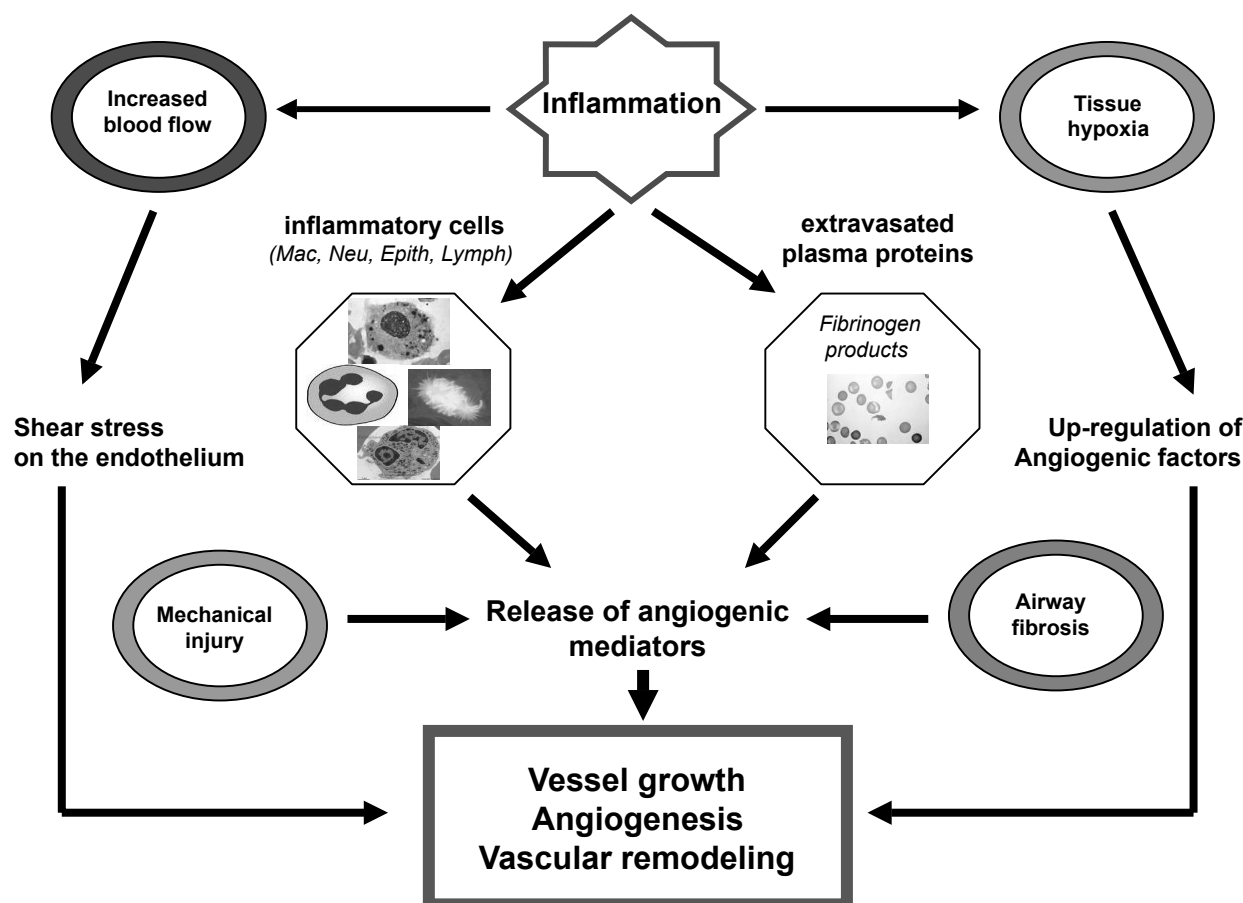 Inflammation
Increased
blood flow
Tissue
hypoxia
inflammatory cells
(Mac, Neu, Epith, Lymph)
extravasated
plasma proteins
Fibrinogen
products
Shear stress
on the endothelium
Up-regulation of
Angiogenic factors
Mechanical
injury
Release of angiogenic
mediators
Airway
fibrosis
Vessel growth
Angiogenesis
Vascular remodeling